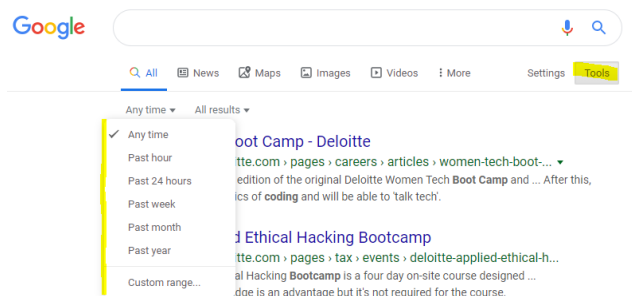 Google
All News Maps Images Videos More Settings Tools
Any time All results
Any time
Past hour
Past 24 hours
Past week
Past month
Past year
Custom range...
oot Camp - Deloitte
tte.com › pages › careers › articles › women-tech-boot-...
edition of the original Deloitte Women Tech Boot Camp and ... After this,
ics of coding and will be able to 'talk tech'.
d Ethical Hacking Bootcamp
tte.com › pages › tax › events › deloitte-applied-ethical-h...
al Hacking Bootcamp is a four day on-site course designed ...
dge is an advantage but it's not required for the course.